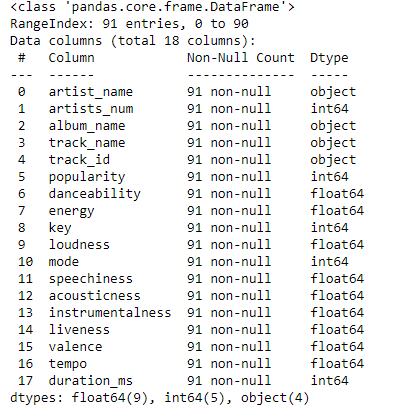 <class 'pandas.core.frame.DataFrame'>
RangeIndex: 91 entries, 0 to 90
Data columns (total 18 columns):
 #   Column            Non-Null Count  Dtype
---  ------            --------------  -----
 0   artist_name       91 non-null     object
 1   artists_num       91 non-null     int64
 2   album_name        91 non-null     object
 3   track_name        91 non-null     object
 4   track_id          91 non-null     object
 5   popularity        91 non-null     int64
 6   danceability      91 non-null     float64
 7   energy            91 non-null     float64
 8   key               91 non-null     int64
 9   loudness          91 non-null     float64
 10  mode              91 non-null     int64
 11  speechiness       91 non-null     float64
 12  acousticness      91 non-null     float64
 13  instrumentalness  91 non-null     float64
 14  liveness          91 non-null     float64
 15  valence           91 non-null     float64
 16  tempo             91 non-null     float64
 17  duration_ms       91 non-null     int64
dtypes: float64(9), int64(5), object(4)